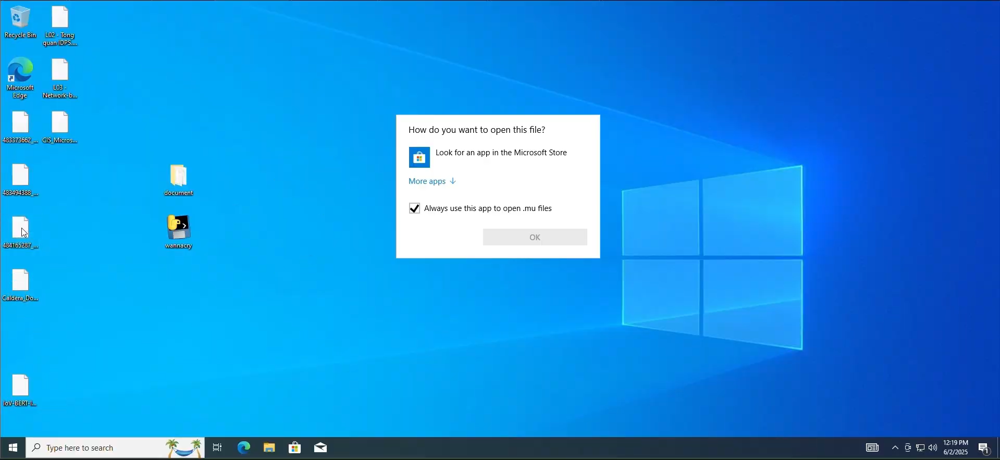 Recycle Bin
L02 - Tong
quan IDPS....
Microsoft
Edge
L03 -
Network-b...
483373662_...
CIS_Micros...
483494388_...
document
484165287_...
wannacry
Caldera_Do...
IoV-BERT-I...
How do you want to open this file?
Look for an app in the Microsoft Store
More apps
Always use this app to open .mu files
OK
Type here to search
12:19 PM
6/2/2025
1